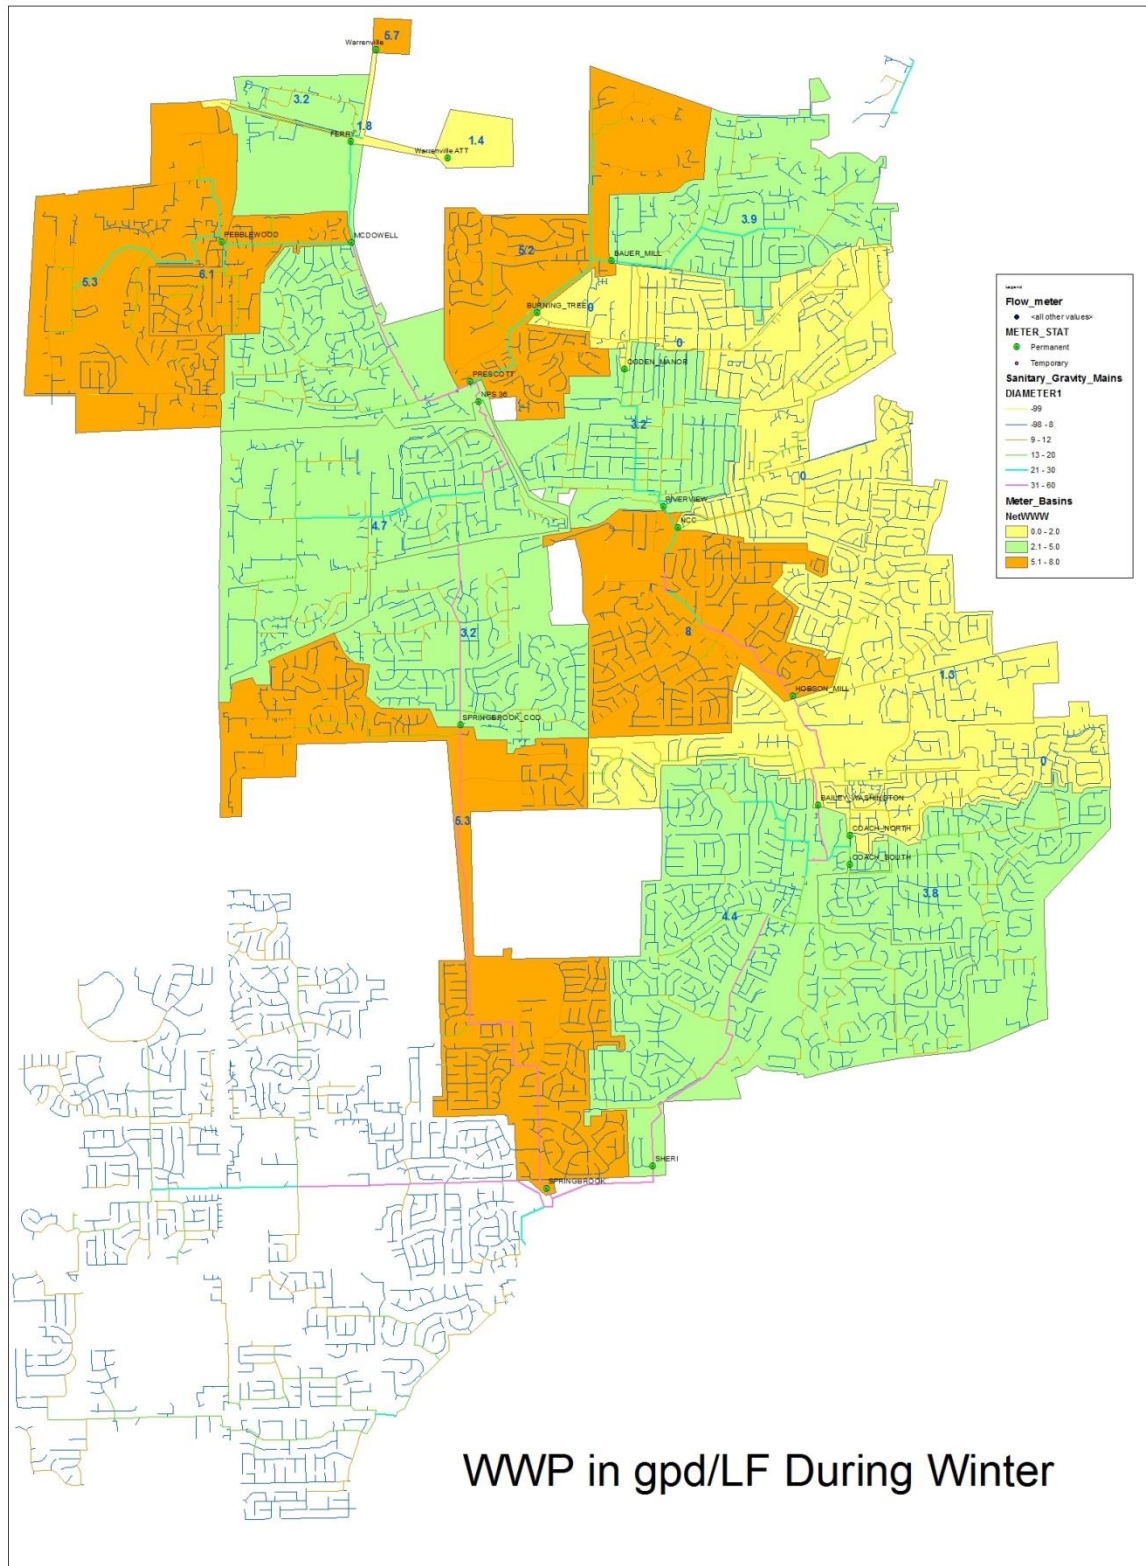 5.7
Warrenville
3.2
1.8
FERRY
1.4
Warrenville ATT
3.9
PEBBLEWOOD
MCDOWELL
5.2
BAUER_MILL
5.3
6.1
BURNING_TREE
0
0
OGDEN_MANOR
PRESCOTT
NPS 36
3.2
0
RIVERVIEW
NCC
4.7
3.2
8
HOBSON_MILL
1.3
SPRINGBROOK_COD
0
BAILEY_WASHINGTON
5.3
COACH_NORTH
COACH_SOUTH
3.8
4.4
SHERI
SPRINGBROOK
Legend
Flow_meter
<all other values>
METER_STAT
Permanent
Temporary
Sanitary_Gravity_Mains
DIAMETER1
-99
-98 - 8
9 - 12
13 - 20
21 - 30
31 - 60
Meter_Basins
NetWWW
0.0 - 2.0
2.1 - 5.0
5.1 - 8.0
WWP in gpd/LF During Winter